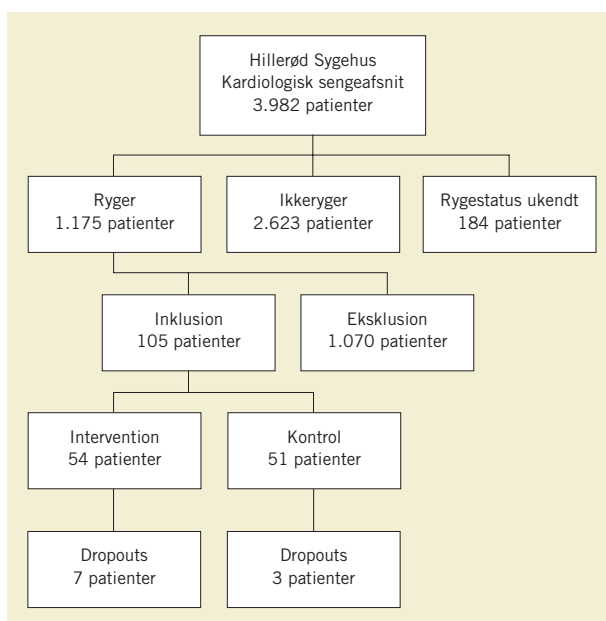 Hillerød Sygehus
Kardiologisk sengeafsnit
3.982 patienter
Ryger
1.175 patienter
Ikkeryger
2.623 patienter
Rygestatus ukendt
184 patienter
Inklusion
105 patienter
Eksklusion
1.070 patienter
Intervention
54 patienter
Kontrol
51 patienter
Dropouts
7 patienter
Dropouts
3 patienter